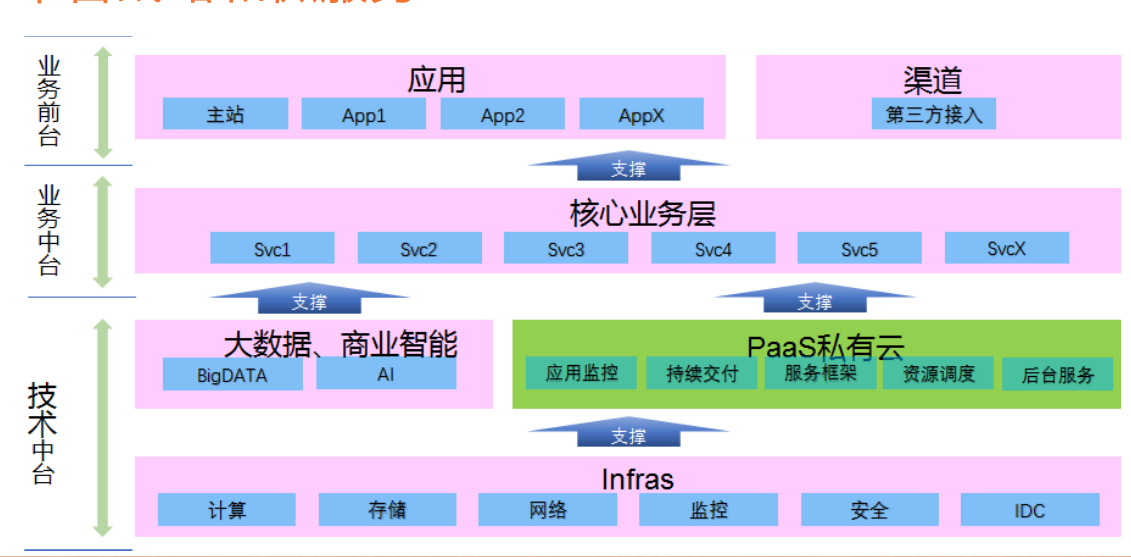 业务前台
应用
主站
App1
App2
AppX
渠道
第三方接入
支撑
业务中台
核心业务层
Svc1
Svc2
Svc3
Svc4
Svc5
SvcX
支撑
支撑
技术中台
大数据、商业智能
BigDATA
AI
PaaS私有云
应用监控
持续交付
服务框架
资源调度
后台服务
支撑
Infras
计算
存储
网络
监控
安全
IDC